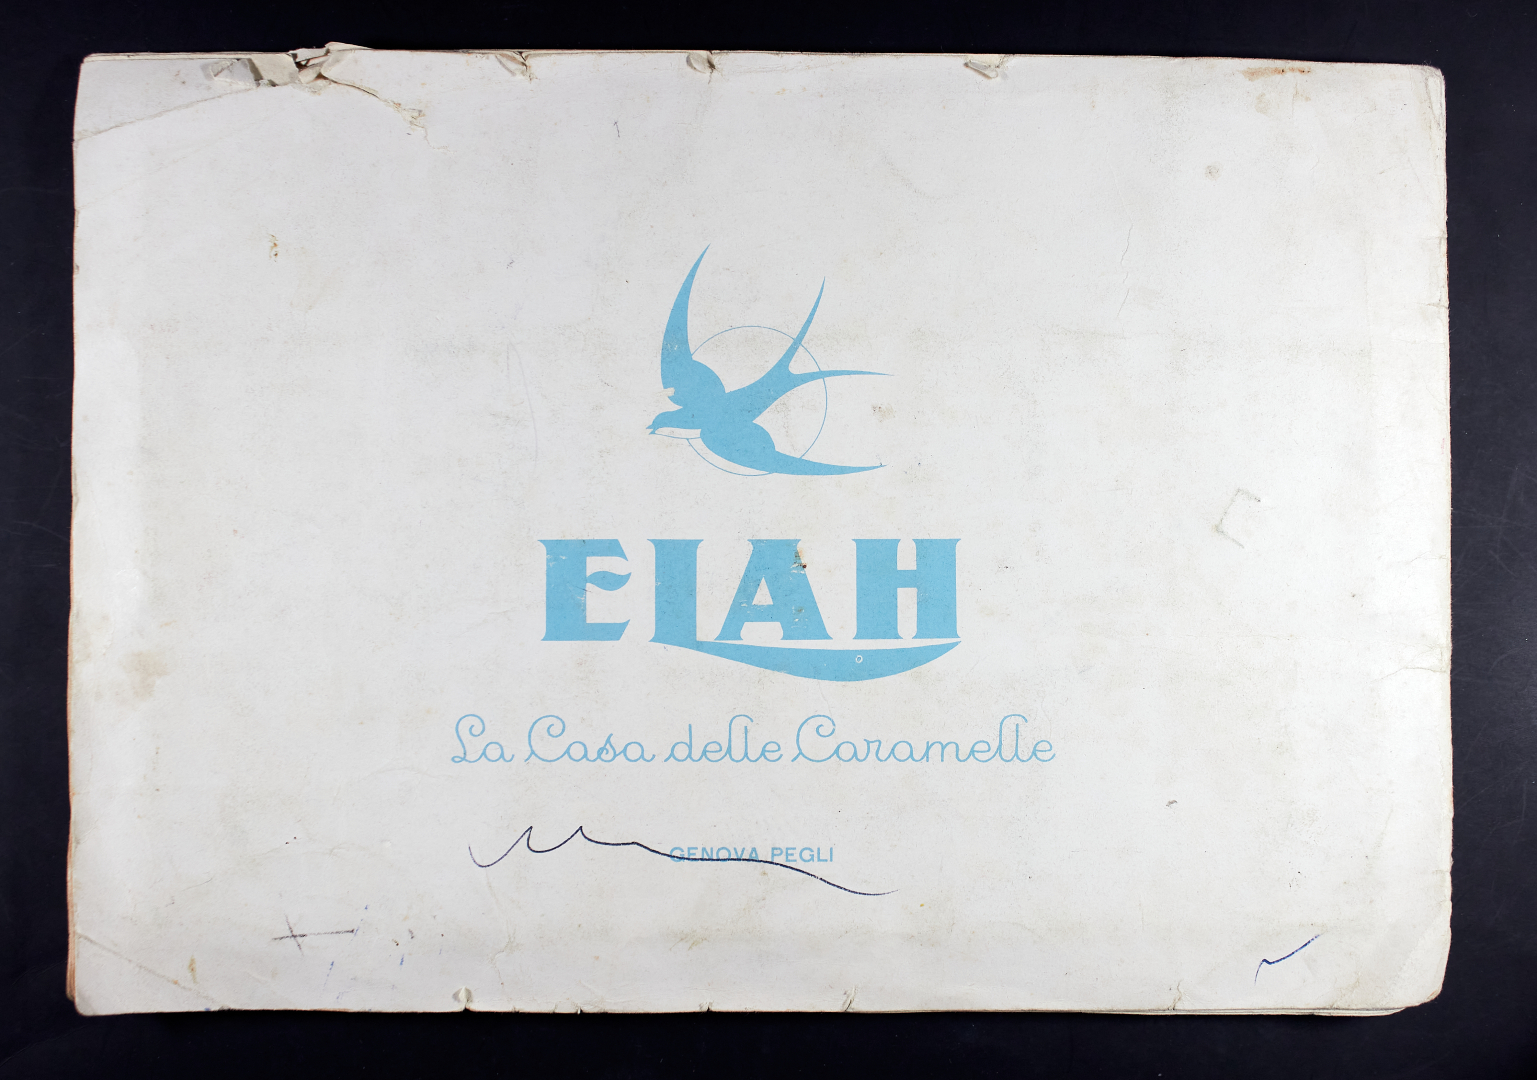 ELAH
La Casa delle Caramelle
GENOVA PEGLI